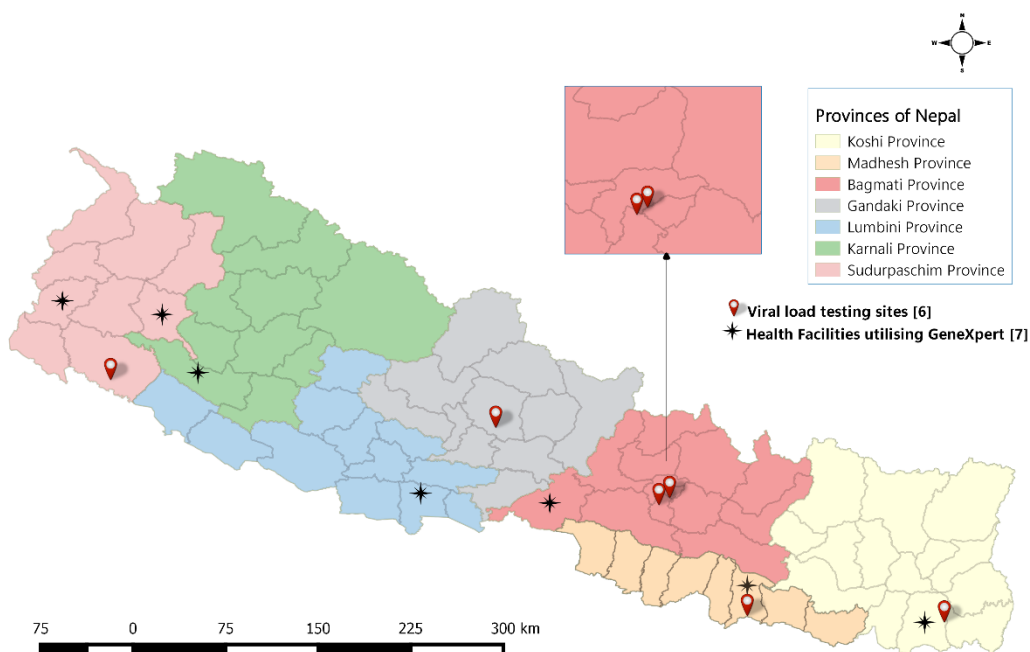 N
W E
S
Provinces of Nepal
Koshi Province
Madhesh Province
Bagmati Province
Gandaki Province
Lumbini Province
Karnali Province
Sudurpaschim Province
Viral load testing sites [6]
Health Facilities utilising GeneXpert [7]
75 0 75 150 225 300 km